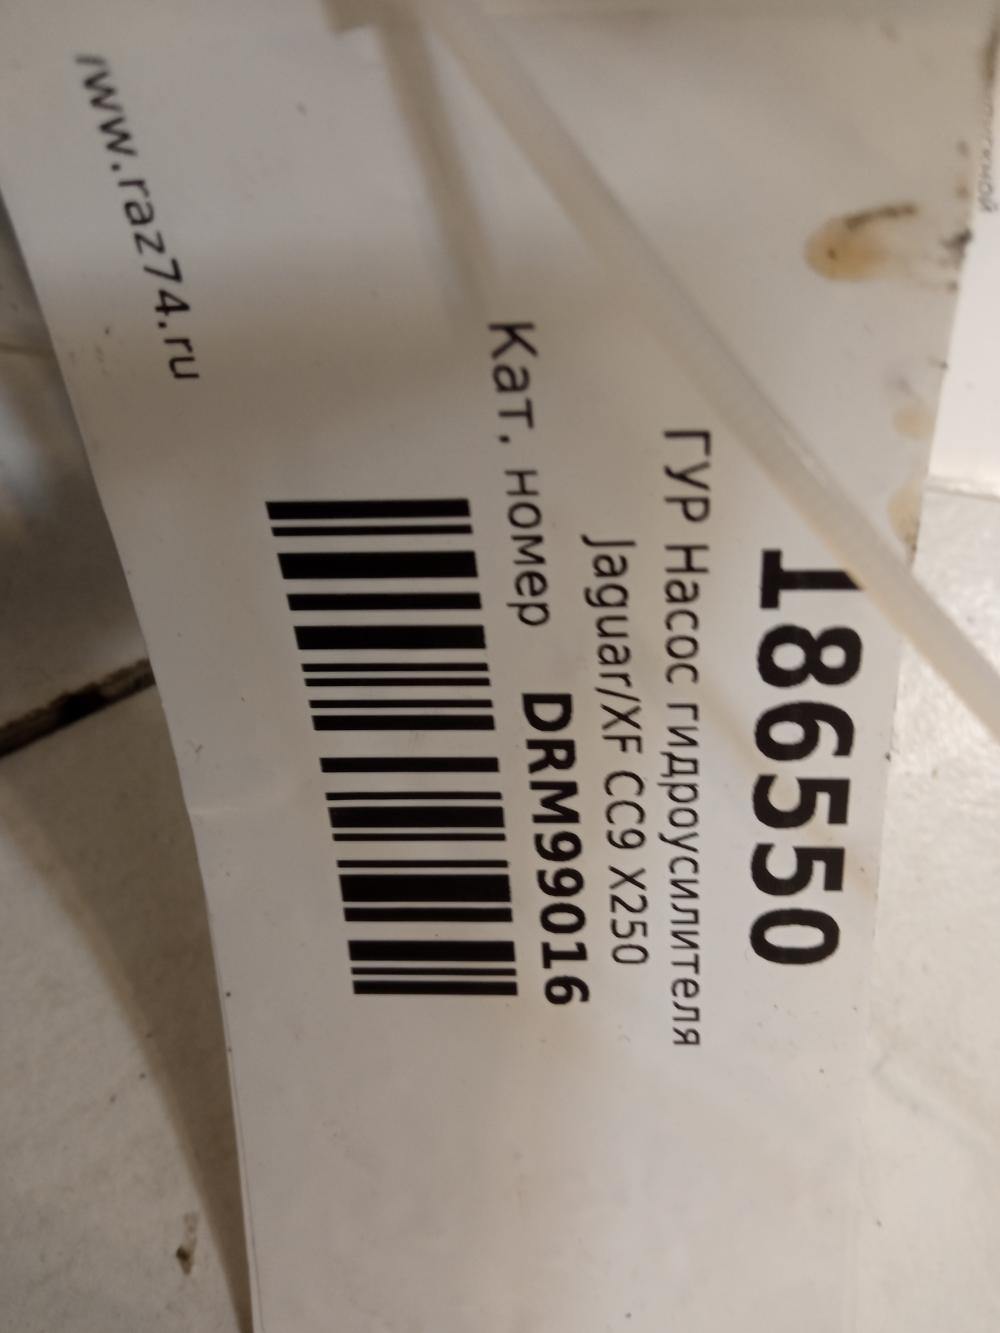 186550
ГУР Насос гидроусилителя
Jaguar/XF CC9 X250
Кат. номер DRM99016
www.raz74.ru